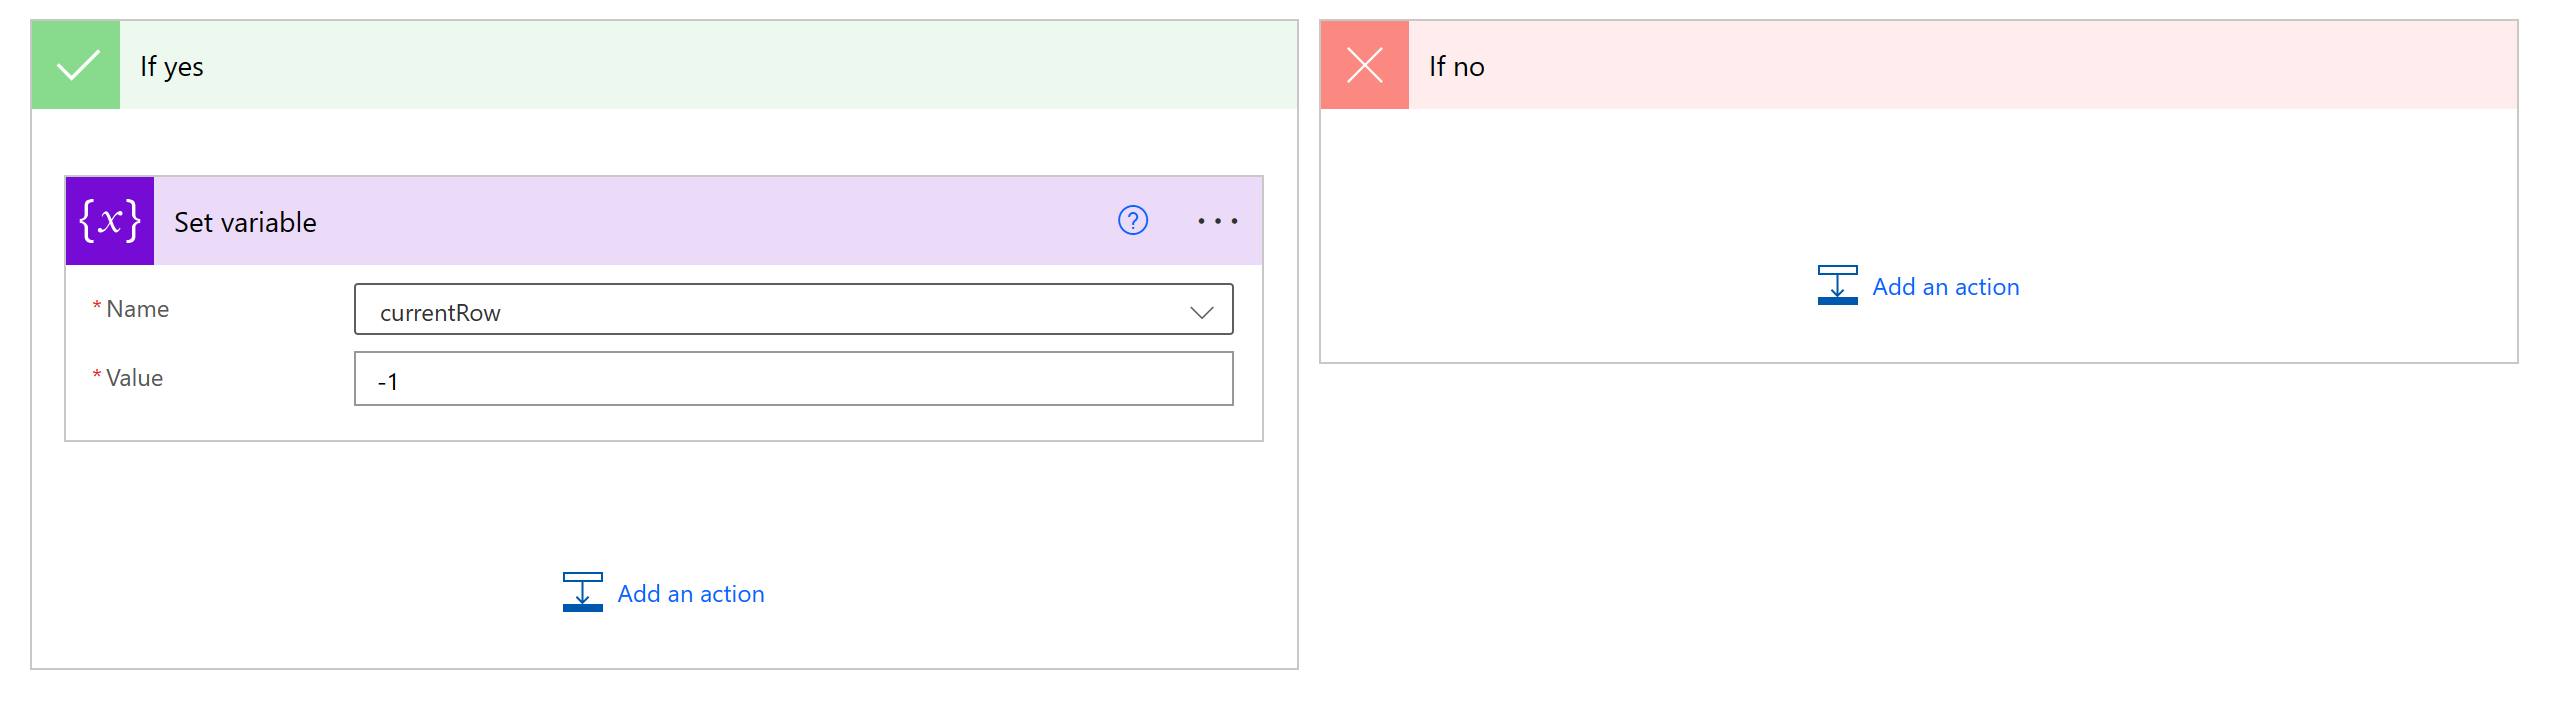 If yes
{x} Set variable
* Name
currentRow
* Value
-1
Add an action
If no
Add an action